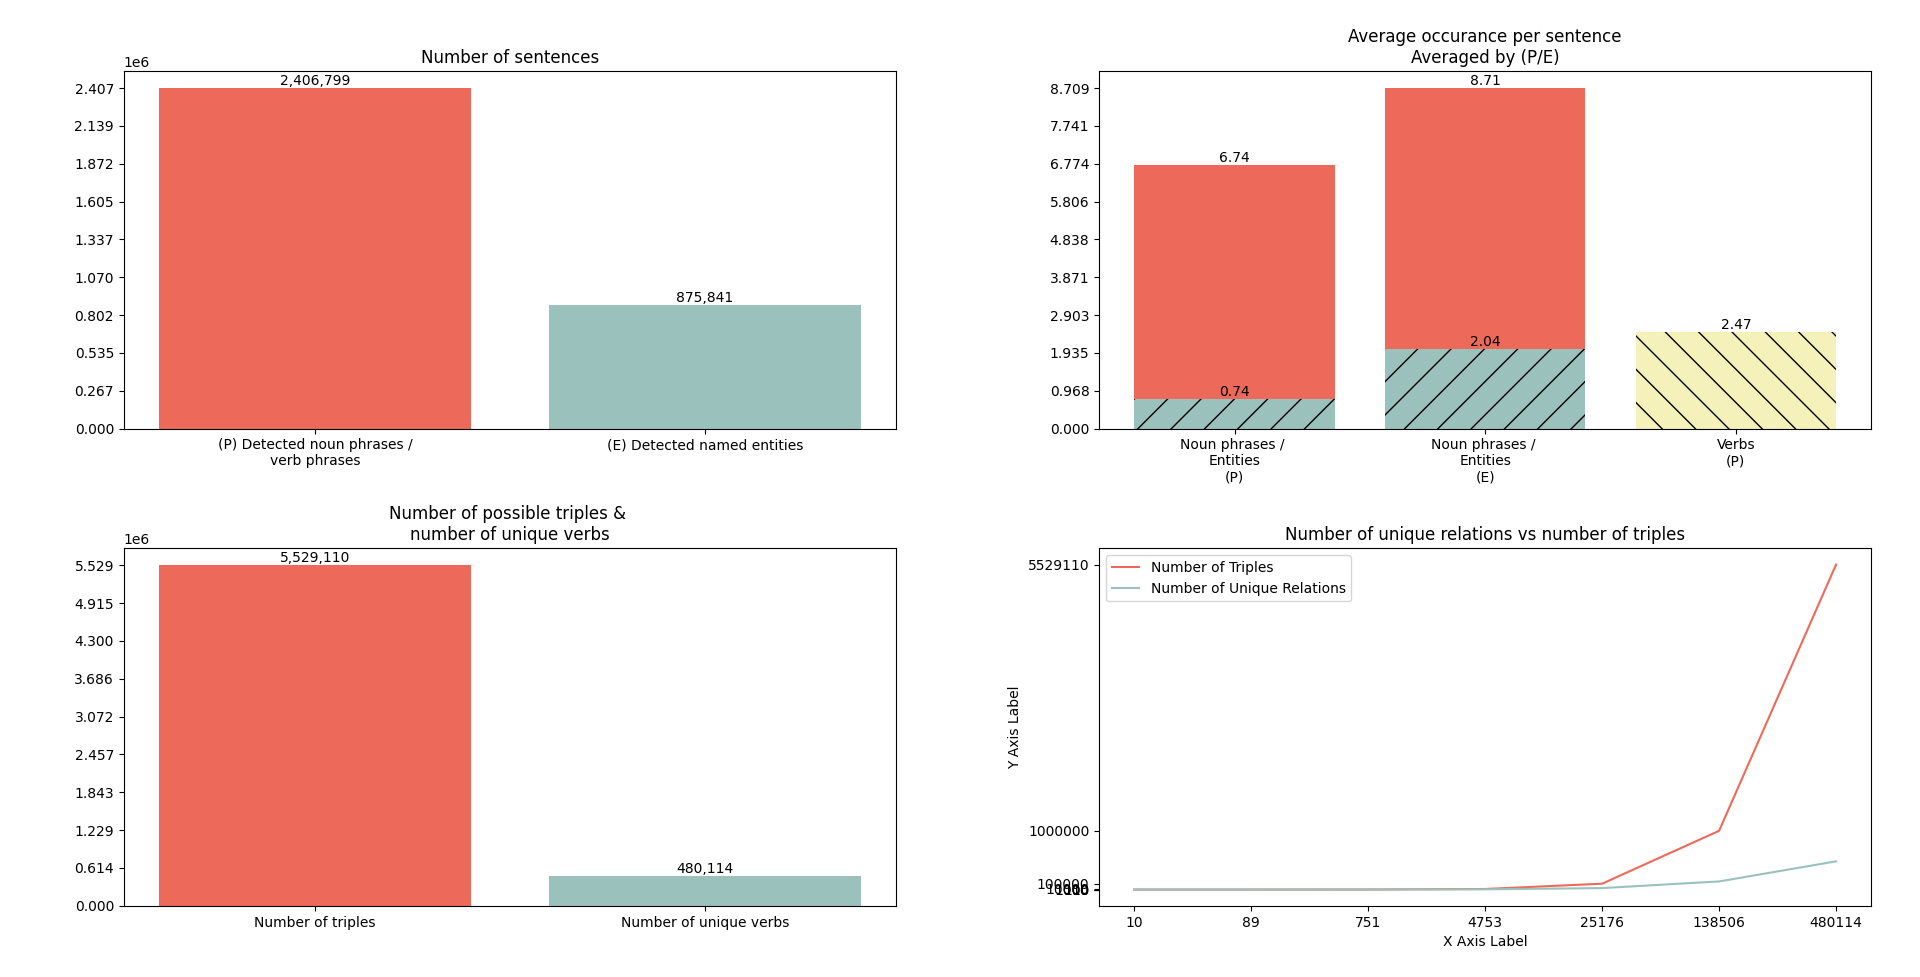 Number of sentences
1e6
2.407
2.139
1.872
1.605
1.337
1.070
0.802
0.535
0.267
0.000
2,406,799
875,841
(P) Detected noun phrases /
verb phrases
(E) Detected named entities
Average occurance per sentence
Averaged by (P/E)
8.709
7.741
6.774
5.806
4.838
3.871
2.903
1.935
0.968
0.000
6.74
0.74
8.71
2.04
2.47
Noun phrases /
Entities
(P)
Noun phrases /
Entities
(E)
Verbs
(P)
Number of possible triples &
number of unique verbs
1e6
5.529
4.915
4.300
3.686
3.072
2.457
1.843
1.229
0.614
0.000
5,529,110
480,114
Number of triples
Number of unique verbs
Number of unique relations vs number of triples
Number of Triples
Number of Unique Relations
Y Axis Label
5529110
1000000
100000
10
89
751
4753
25176
138506
480114
X Axis Label